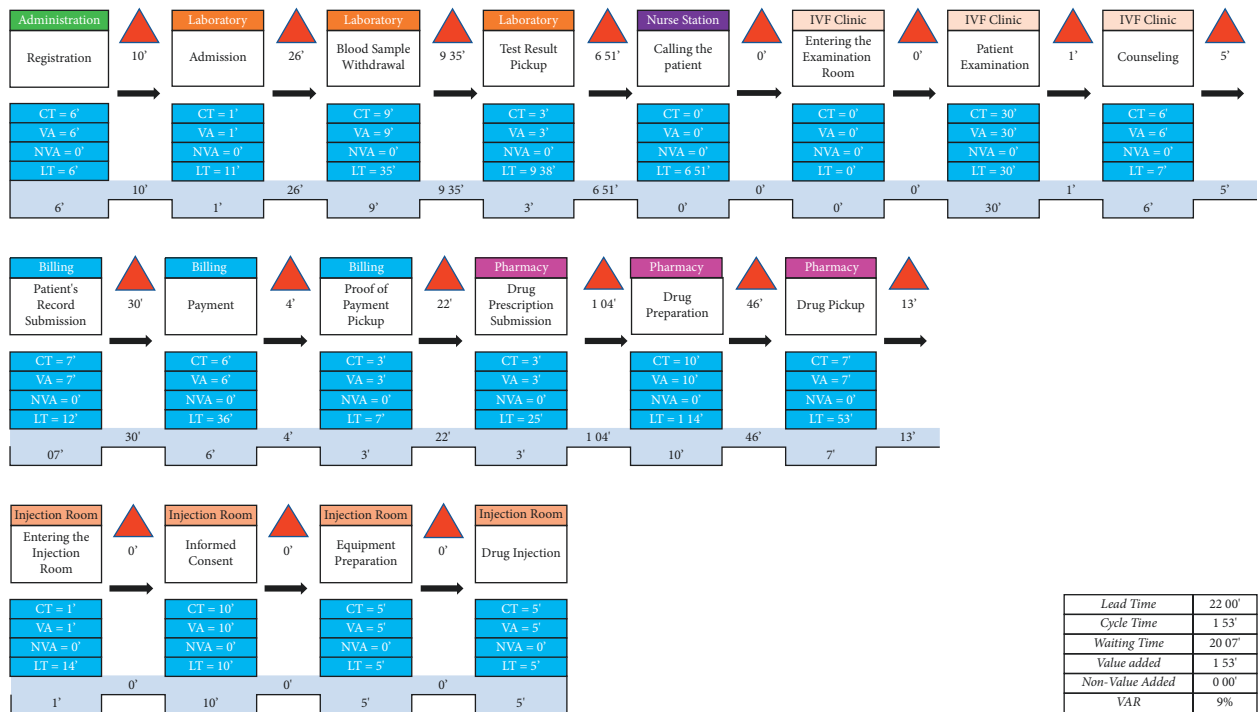 Administration
Registration
10’
Laboratory
Admission
26’
Laboratory
Blood Sample
Withdrawal
9 35’
Laboratory
Test Result
Pickup
6 51’
Nurse Station
Calling the
patient
0’
IVF Clinic
Entering the
Examination
Room
0’
IVF Clinic
Patient
Examination
1’
IVF Clinic
Counseling
5’
CT = 6’
VA = 6’
NVA = 0’
LT = 6’
CT = 1’
VA = 1’
NVA = 0’
LT = 11’
CT = 9’
VA = 9’
NVA = 0’
LT = 35’
CT = 3’
VA = 3’
NVA = 0’
LT = 9 38’
CT = 0’
VA = 0’
NVA = 0’
LT = 6 51’
CT = 0’
VA = 0’
NVA = 0’
LT = 0’
CT = 30’
VA = 30’
NVA = 0’
LT = 30’
CT = 6’
VA = 6’
NVA = 0’
LT = 7’
10’ 26’ 9 35’ 6 51’ 0’ 0’ 1’ 5’
6’ 1’ 9’ 3’ 0’ 0’ 30’ 6’
Billing
Patient's
Record
Submission
30'
Billing
Payment
4’
Billing
Proof of
Payment
Pickup
22'
Pharmacy
Drug
Prescription
Submission
1 04'
Pharmacy
Drug
Preparation
46’
Pharmacy
Drug Pickup
13’
CT = 7'
VA = 7'
NVA = 0'
LT = 12'
CT = 6’
VA = 6’
NVA = 0’
LT = 36’
CT = 3’
VA = 3’
NVA = 0’
LT = 7’
CT = 3'
VA = 3'
NVA = 0'
LT = 25'
CT = 10’
VA = 10’
NVA = 0’
LT = 1 14’
CT = 7'
VA = 7'
NVA = 0'
LT = 53'
30' 4’ 22' 1 04' 46’ 13’
07’ 6’ 3’ 3’ 10’ 7’
Injection Room
Entering the
Injection
Room
0’
Injection Room
Informed
Consent
0’
Injection Room
Equipment
Preparation
0’
Injection Room
Drug Injection
CT = 1’
VA = 1’
NVA = 0’
LT = 14’
CT = 10’
VA = 10’
NVA = 0’
LT = 10’
CT = 5'
VA = 5'
NVA = 0'
LT = 5'
CT = 5'
VA = 5'
NVA = 0'
LT = 5'
0' 0’ 0’
1’ 10’ 5’ 5’
Lead Time 22 00'
Cycle Time 1 53’
Waiting Time 20 07'
Value added 1 53’
Non-Value Added 0 00'
VAR 9%